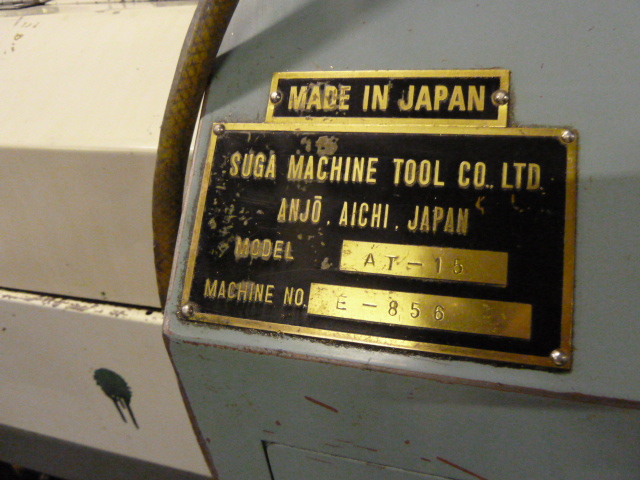 MADE IN JAPAN
SUGA MACHINE TOOL CO., LTD
ANJŌ, AICHI, JAPAN
MODEL AT-15
MACHINE NO. E-856